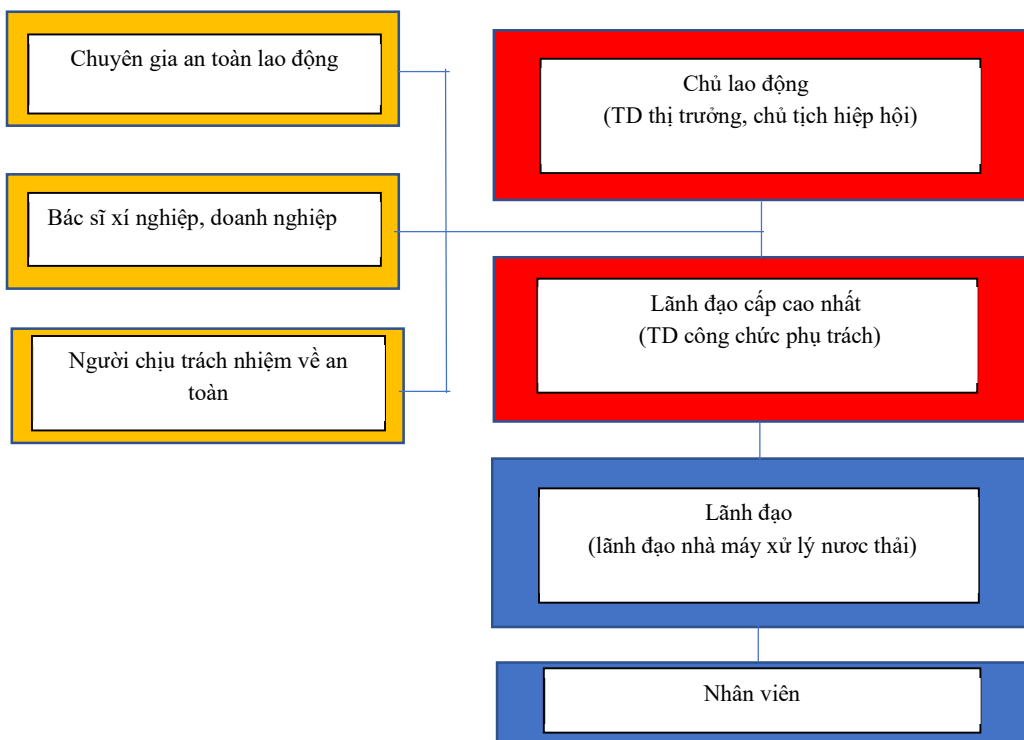 Chuyên gia an toàn lao động
Bác sĩ xí nghiệp, doanh nghiệp
Người chịu trách nhiệm về an
toàn
Chủ lao động
(TD thị trưởng, chủ tịch hiệp hội)
Lãnh đạo cấp cao nhất
(TD công chức phụ trách)
Lãnh đạo
(lãnh đạo nhà máy xử lý nươc thải)
Nhân viên